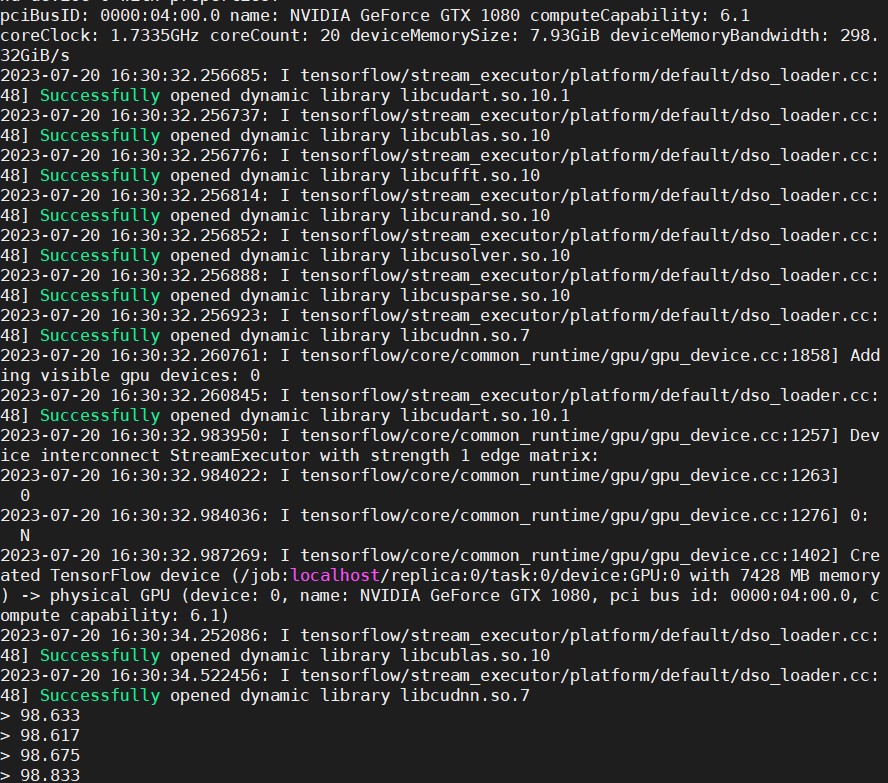 pciBusID: 0000:04:00.0 name: NVIDIA GeForce GTX 1080 computeCapability: 6.1
coreClock: 1.7335GHz coreCount: 20 deviceMemorySize: 7.93GiB deviceMemoryBandwidth: 298.
32GiB/s
2023-07-20 16:30:32.256685: I tensorflow/stream_executor/platform/default/dso_loader.cc:
48] Successfully opened dynamic library libcudart.so.10.1
2023-07-20 16:30:32.256737: I tensorflow/stream_executor/platform/default/dso_loader.cc:
48] Successfully opened dynamic library libcublas.so.10
2023-07-20 16:30:32.256776: I tensorflow/stream_executor/platform/default/dso_loader.cc:
48] Successfully opened dynamic library libcufft.so.10
2023-07-20 16:30:32.256814: I tensorflow/stream_executor/platform/default/dso_loader.cc:
48] Successfully opened dynamic library libcurand.so.10
2023-07-20 16:30:32.256852: I tensorflow/stream_executor/platform/default/dso_loader.cc:
48] Successfully opened dynamic library libcusolver.so.10
2023-07-20 16:30:32.256888: I tensorflow/stream_executor/platform/default/dso_loader.cc:
48] Successfully opened dynamic library libcusparse.so.10
2023-07-20 16:30:32.256923: I tensorflow/stream_executor/platform/default/dso_loader.cc:
48] Successfully opened dynamic library libcudnn.so.7
2023-07-20 16:30:32.260761: I tensorflow/core/common_runtime/gpu/gpu_device.cc:1858] Add
ing visible gpu devices: 0
2023-07-20 16:30:32.260845: I tensorflow/stream_executor/platform/default/dso_loader.cc:
48] Successfully opened dynamic library libcudart.so.10.1
2023-07-20 16:30:32.983950: I tensorflow/core/common_runtime/gpu/gpu_device.cc:1257] Dev
ice interconnect StreamExecutor with strength 1 edge matrix:
2023-07-20 16:30:32.984022: I tensorflow/core/common_runtime/gpu/gpu_device.cc:1263]
0
2023-07-20 16:30:32.984036: I tensorflow/core/common_runtime/gpu/gpu_device.cc:1276] 0:
N
2023-07-20 16:30:32.987269: I tensorflow/core/common_runtime/gpu/gpu_device.cc:1402] Cre
ated TensorFlow device (/job:localhost/replica:0/task:0/device:GPU:0 with 7428 MB memory
) -> physical GPU (device: 0, name: NVIDIA GeForce GTX 1080, pci bus id: 0000:04:00.0, c
ompute capability: 6.1)
2023-07-20 16:30:34.252086: I tensorflow/stream_executor/platform/default/dso_loader.cc:
48] Successfully opened dynamic library libcublas.so.10
2023-07-20 16:30:34.522456: I tensorflow/stream_executor/platform/default/dso_loader.cc:
48] Successfully opened dynamic library libcudnn.so.7
> 98.633
> 98.617
> 98.675
> 98.833